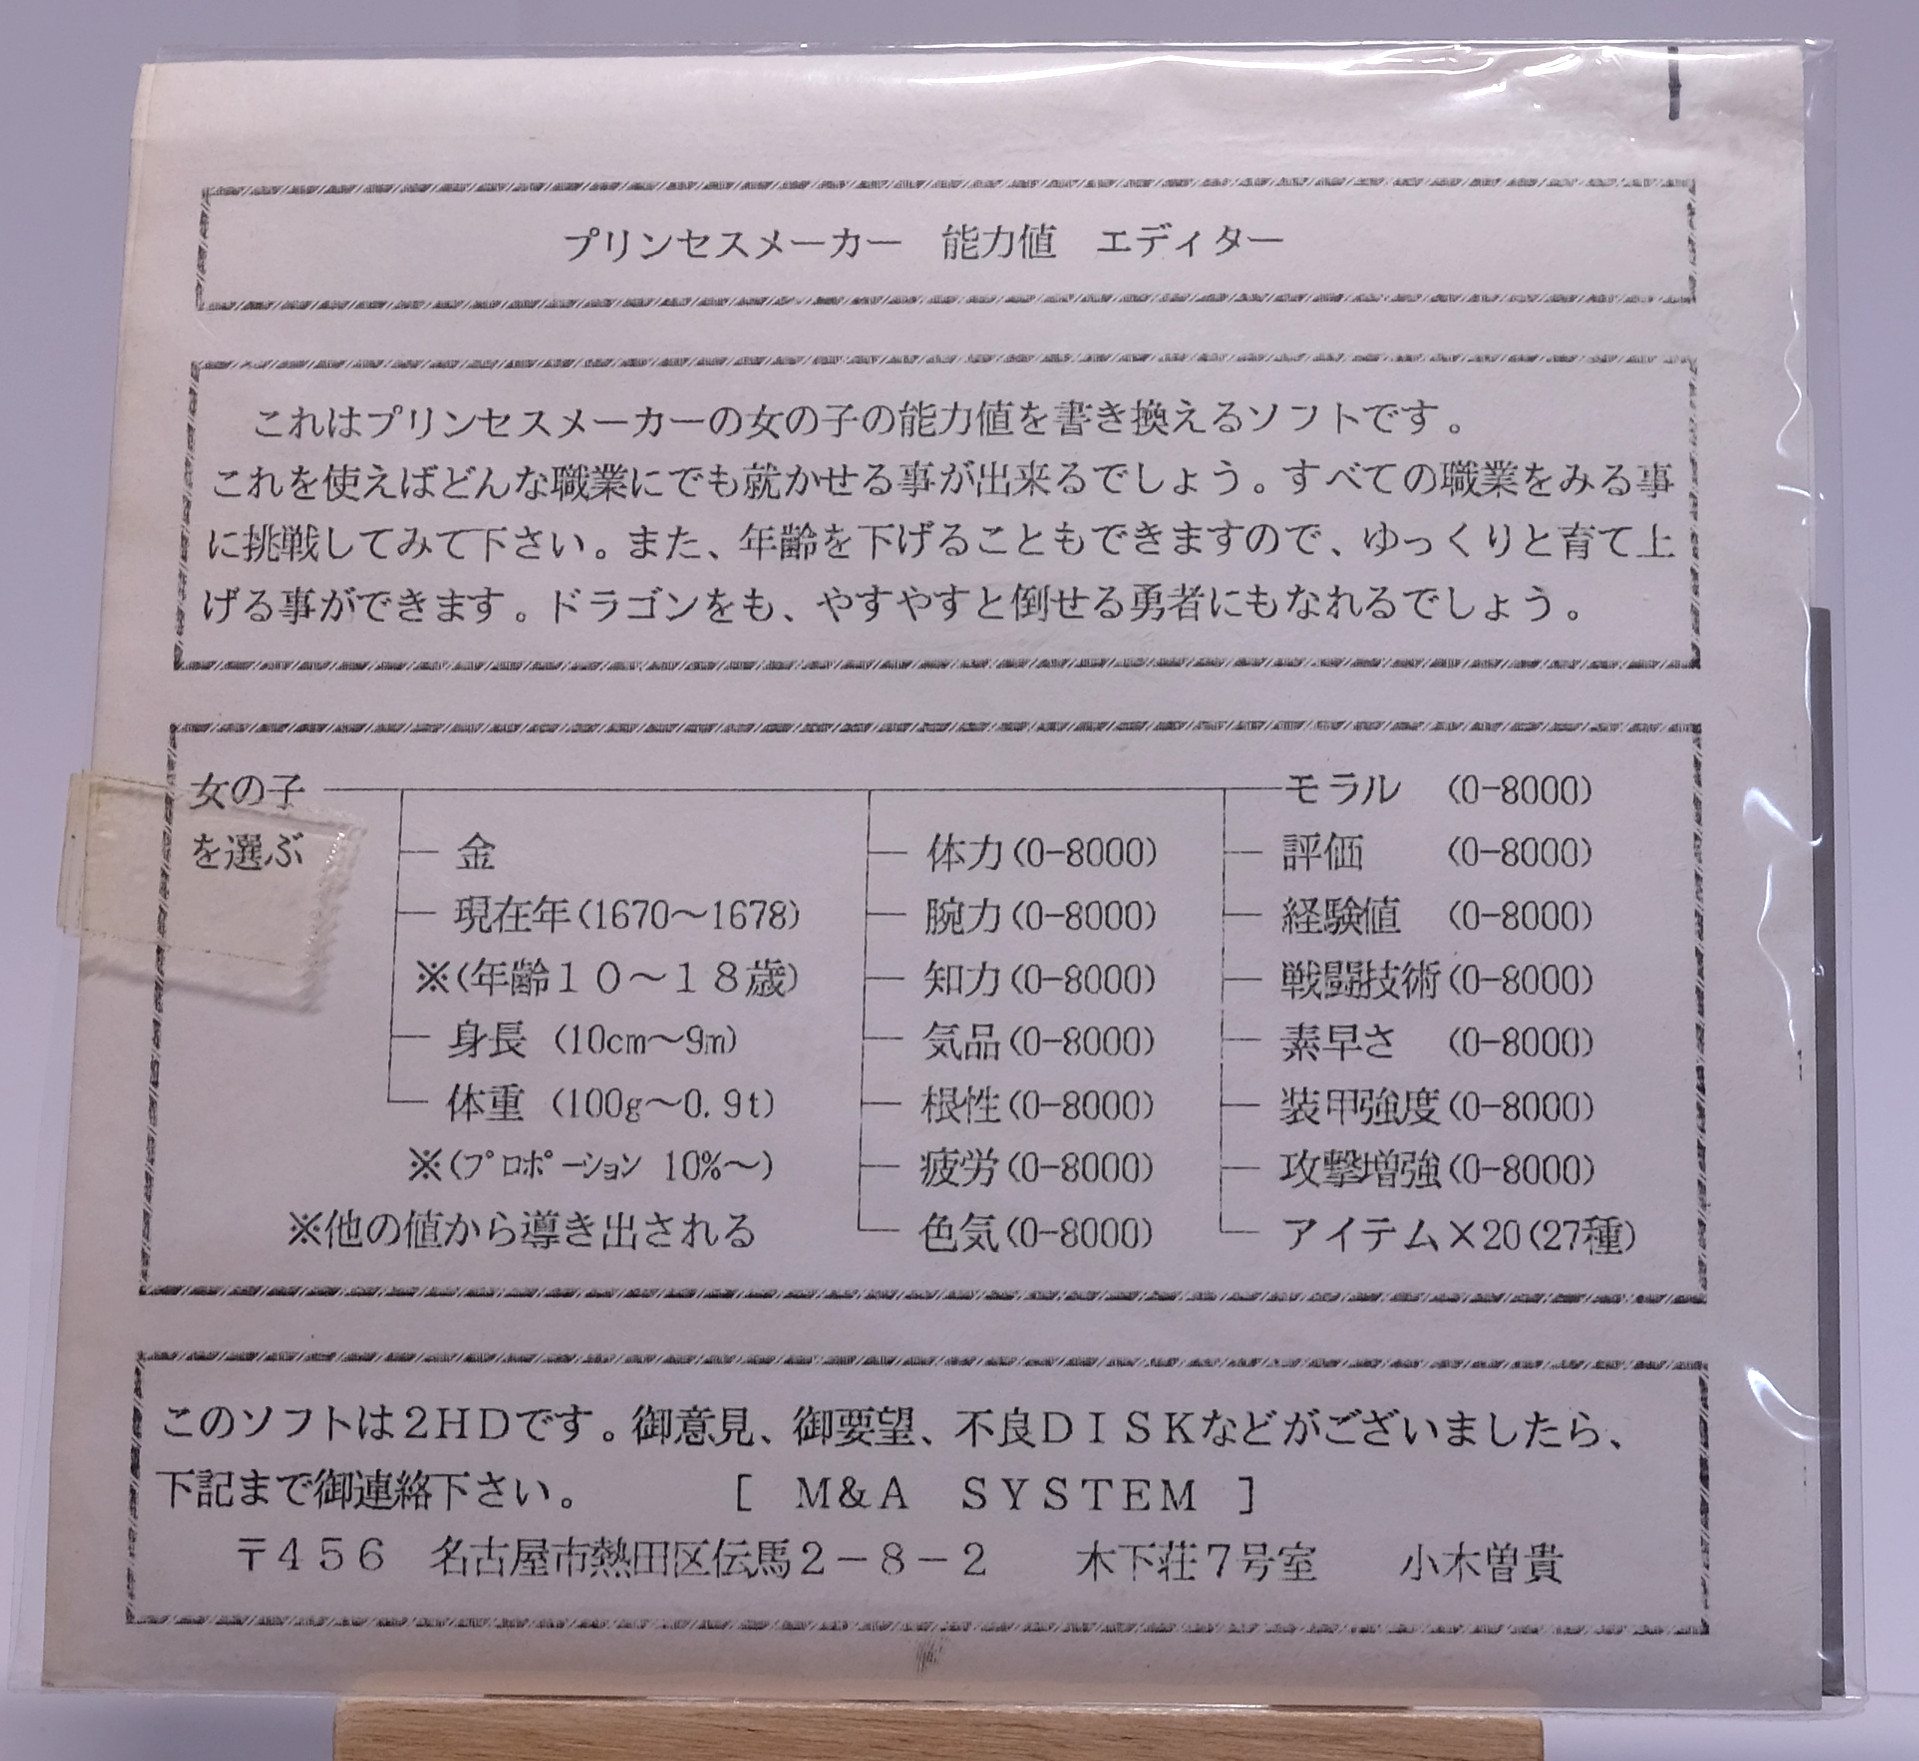 プリンセスメーカー　能力値　エディター
これはプリンセスメーカーの女の子の能力値を書き換えるソフトです。
これを使えばどんな職業にでも就かせる事が出来るでしょう。すべての職業をみる事
に挑戦してみて下さい。また、年齢を下げることもできますので、ゆっくりと育て上
げる事ができます。ドラゴンをも、やすやすと倒せる勇者にもなれるでしょう。
女の子 モラル (0-8000)
を選ぶ 金 体力(0-8000) 評価 (0-8000)
現在年(1670～1678) 腕力(0-8000) 経験値 (0-8000)
※(年齢１０～１８歳) 知力(0-8000) 戦闘技術(0-8000)
身長 (10cm～9m) 気品(0-8000) 素早さ (0-8000)
体重 (100g～0.9t) 根性(0-8000) 装甲強度(0-8000)
※(ﾌﾟﾛﾎﾟｰｼｮﾝ 10%～) 疲労(0-8000) 攻撃増強(0-8000)
※他の値から導き出される 色気(0-8000) アイテム×20(27種)
このソフトは２ＨＤです。御意見、御要望、不良ＤＩＳＫなどがございましたら、
下記まで御連絡下さい。　［　Ｍ＆Ａ　ＳＹＳＴＥＭ　］
〒４５６　名古屋市熱田区伝馬２－８－２　木下荘７号室　小木曽貴